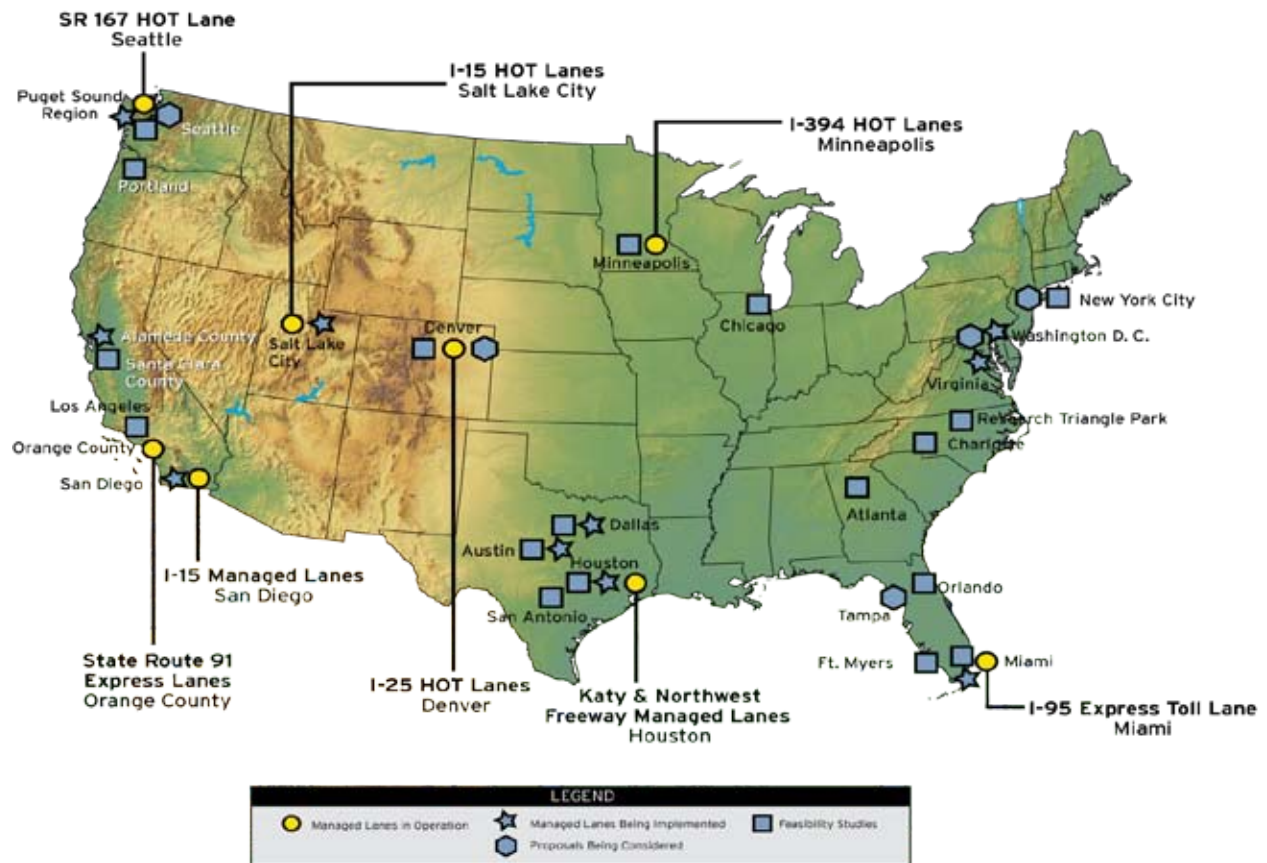 SR 167 HOT Lane
Seattle
I-15 HOT Lanes
Salt Lake City
I-394 HOT Lanes
Minneapolis
Puget Sound
Region
Seattle
Portland
Minneapolis
Chicago
New York City
Alameda County
Salt Lake
City
Denver
Washington D. C.
Santa Clara
County
Virginia
Los Angeles
Research Triangle Park
Orange County
Charlotte
San Diego
Atlanta
Dallas
Austin
Houston
San Antonio
Orlando
Tampa
Ft. Myers
Miami
I-15 Managed Lanes
San Diego
State Route 91
Express Lanes
Orange County
I-25 HOT Lanes
Denver
Katy & Northwest
Freeway Managed Lanes
Houston
I-95 Express Toll Lane
Miami
LEGEND
Managed Lanes in Operation
Managed Lanes Being Implemented
Feasibility Studies
Proposals Being Considered